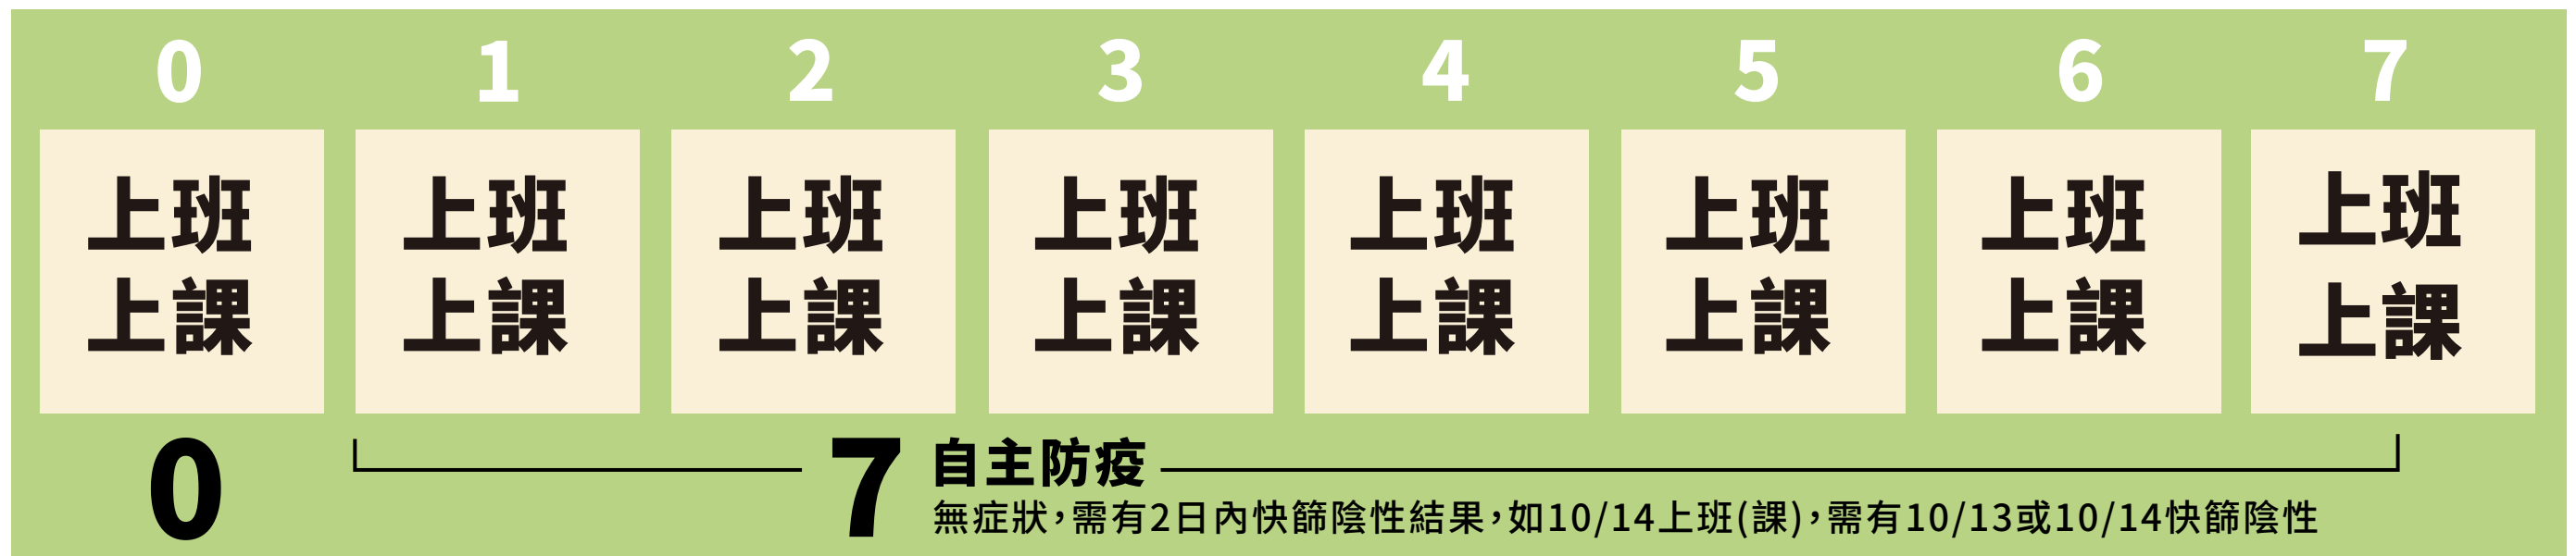 0 1 2 3 4 5 6 7
上班 上班 上班 上班 上班 上班 上班 上班
上課 上課 上課 上課 上課 上課 上課 上課
0 7 自主防疫
無症狀，需有2日內快篩陰性結果，如10/14上班(課)，需有10/13或10/14快篩陰性